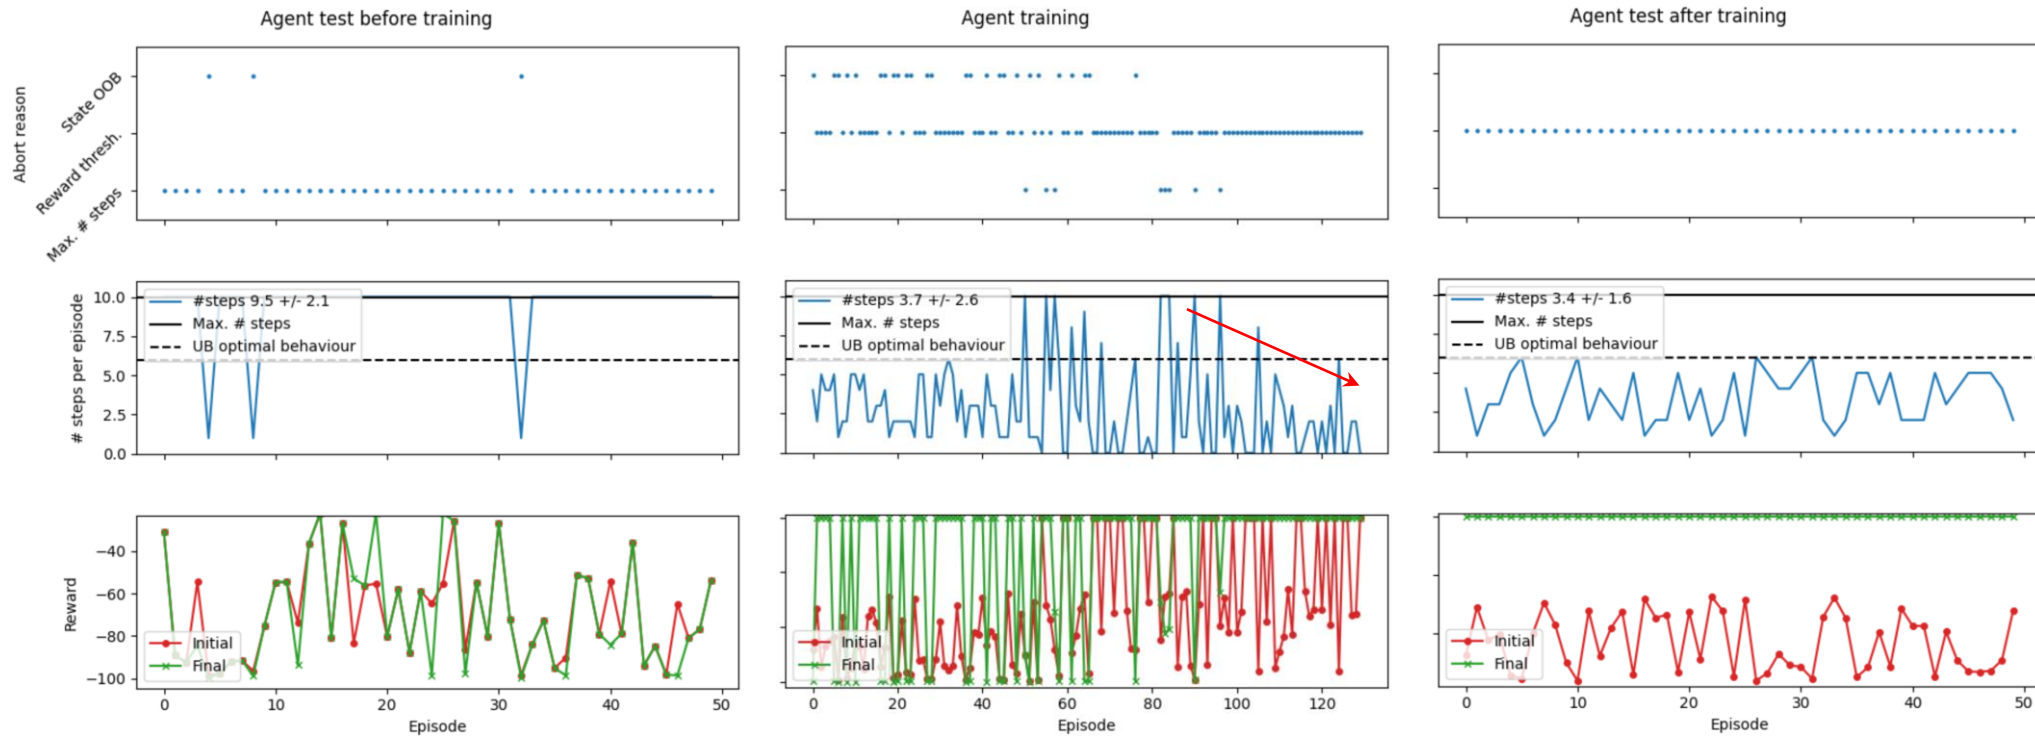 Agent test before training
Agent training
Agent test after training
Abort reason
State OOB
Reward thresh.
Max. # steps
# steps per episode
10.0
7.5
5.0
2.5
0.0
#steps 9.5 +/- 2.1
Max. # steps
UB optimal behaviour
#steps 3.7 +/- 2.6
Max. # steps
UB optimal behaviour
#steps 3.4 +/- 1.6
Max. # steps
UB optimal behaviour
Reward
−40
−60
−80
−100
Initial
Final
Initial
Final
Initial
Final
0 10 20 30 40 50
0 20 40 60 80 100 120
0 10 20 30 40 50
Episode
Episode
Episode